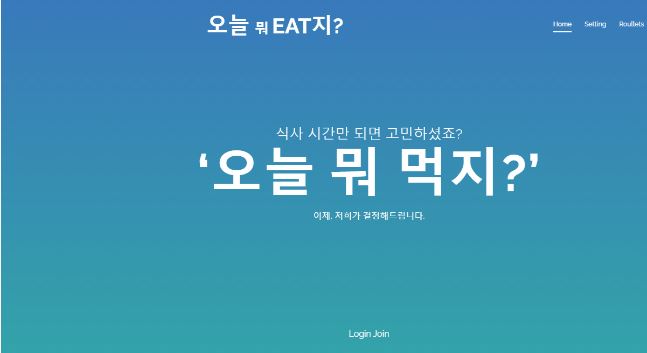 오늘 뭐 EAT지?
Home Setting Roullets
식사 시간만 되면 고민하셨죠?
‘오늘 뭐 먹지?’
이제, 저희가 결정해드립니다.
Login Join